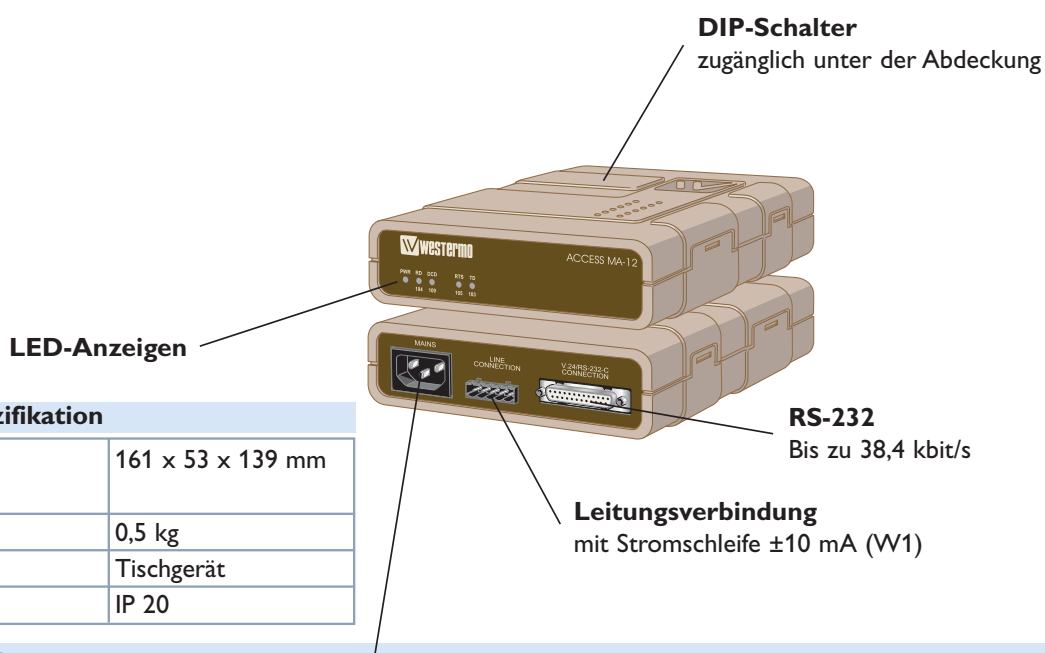 DIP-Schalter
zugänglich unter der Abdeckung
westermo
ACCESS MA-12
PWR RD DCD RTS TD
104 109 105 103
LED-Anzeigen
MAINS
LINE
CONNECTION
V.24/RS-232-C
CONNECTION
RS-232
Bis zu 38,4 kbit/s
Leitungsverbindung
mit Stromschleife ±10 mA (W1)
zifikation
161 x 53 x 139 mm
0,5 kg
Tischgerät
IP 20